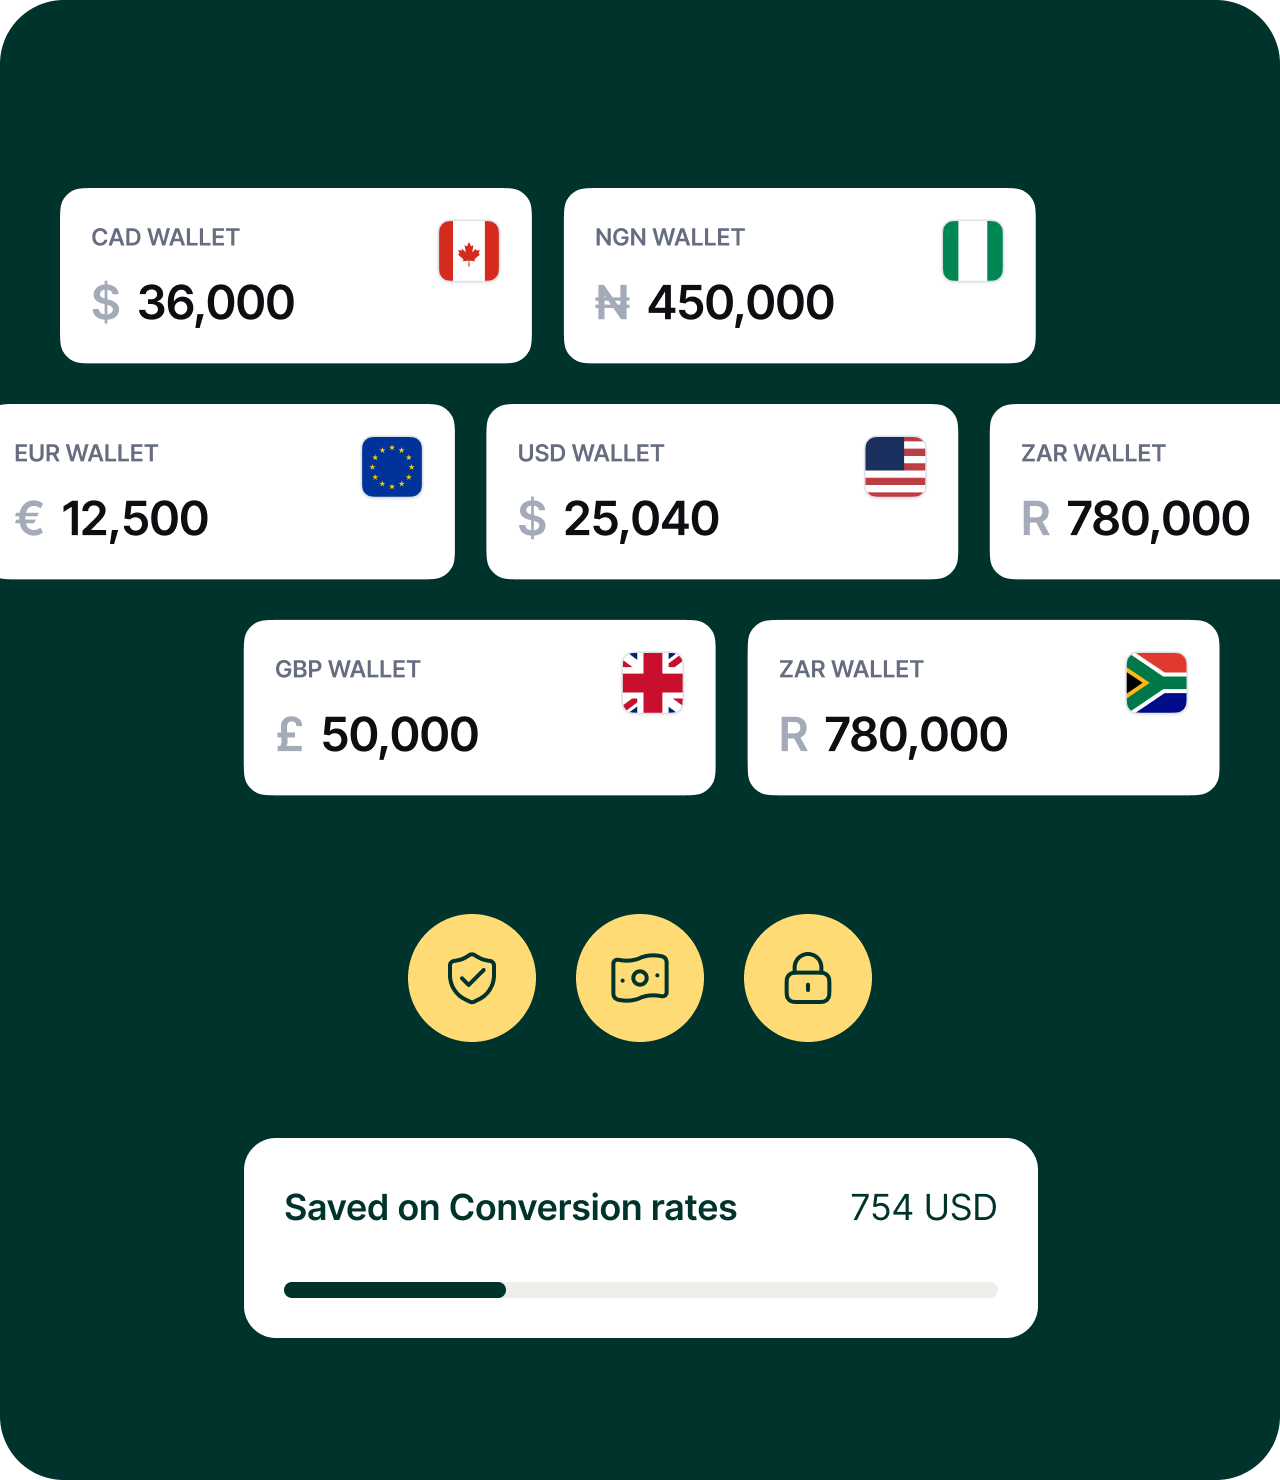 CAD WALLET
$ 36,000
NGN WALLET
₦ 450,000
EUR WALLET
€ 12,500
USD WALLET
$ 25,040
ZAR WALLET
R 780,000
GBP WALLET
£ 50,000
ZAR WALLET
R 780,000
Saved on Conversion rates
754 USD